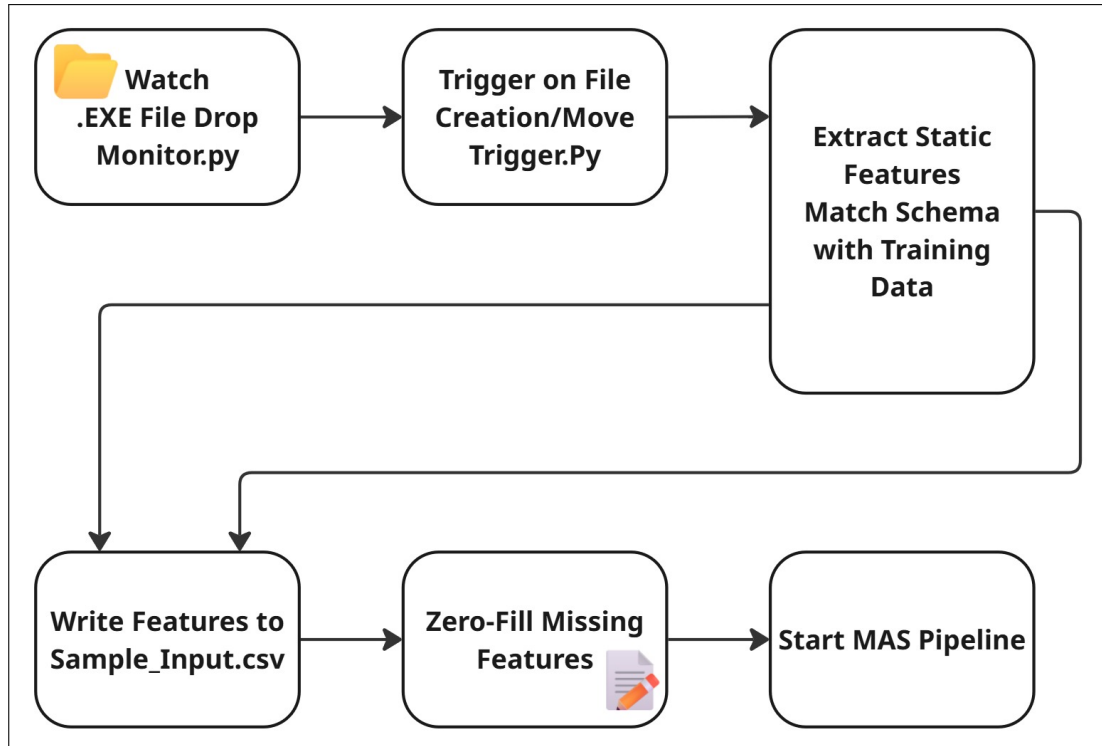 Watch
.EXE File Drop
Monitor.py
Trigger on File
Creation/Move
Trigger.Py
Extract Static
Features
Match Schema
with Training
Data
Write Features to
Sample_Input.csv
Zero-Fill Missing
Features
Start MAS Pipeline